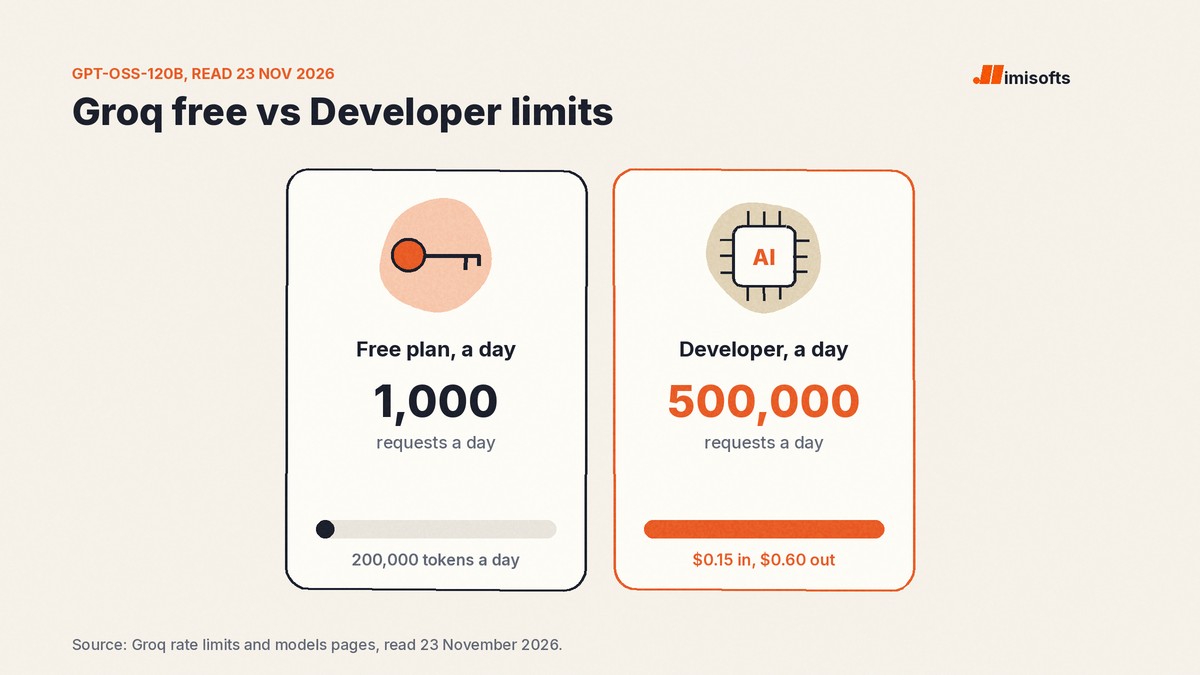 GPT-OSS-120B, READ 23 NOV 2026
imisofts
Groq free vs Developer limits
AI
Free plan, a day
1,000
requests a day
200,000 tokens a day
Developer, a day
500,000
requests a day
$0.15 in, $0.60 out
Source: Groq rate limits and models pages, read 23 November 2026.